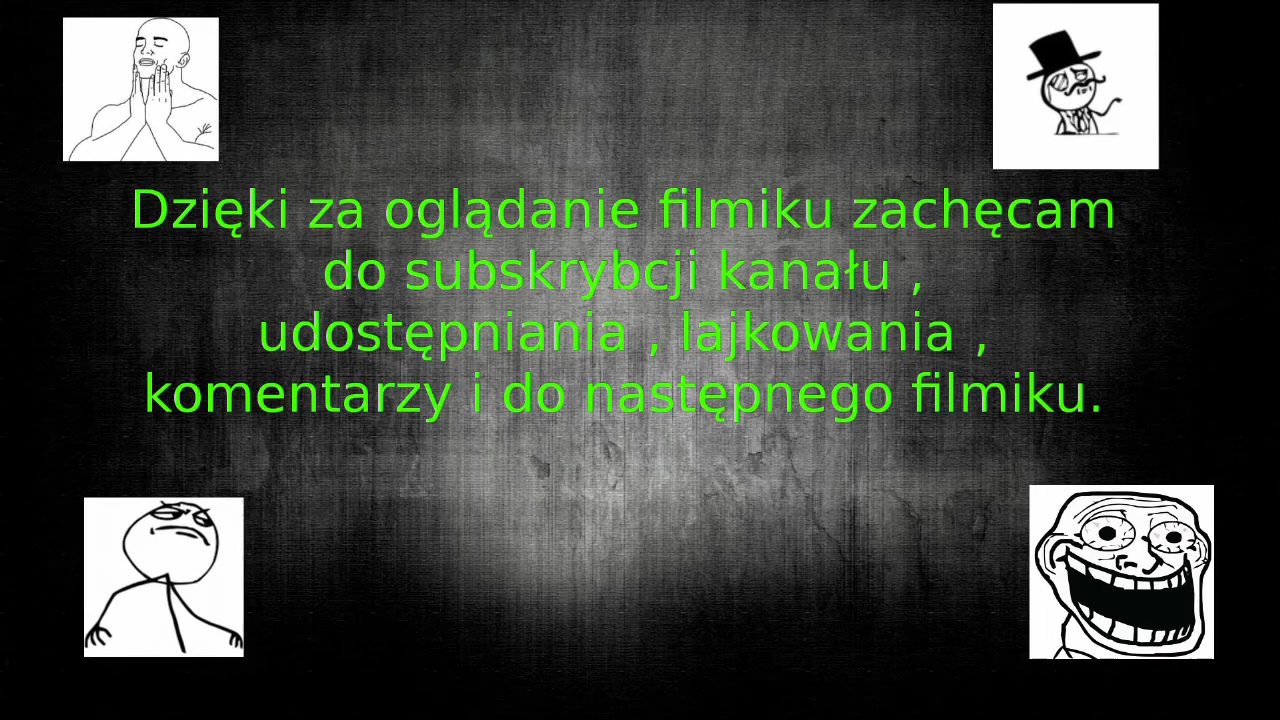 Dzięki za oglądanie filmiku zachęcam
do subskrybcji kanału ,
udostępniania , lajkowania ,
komentarzy i do następnego filmiku.